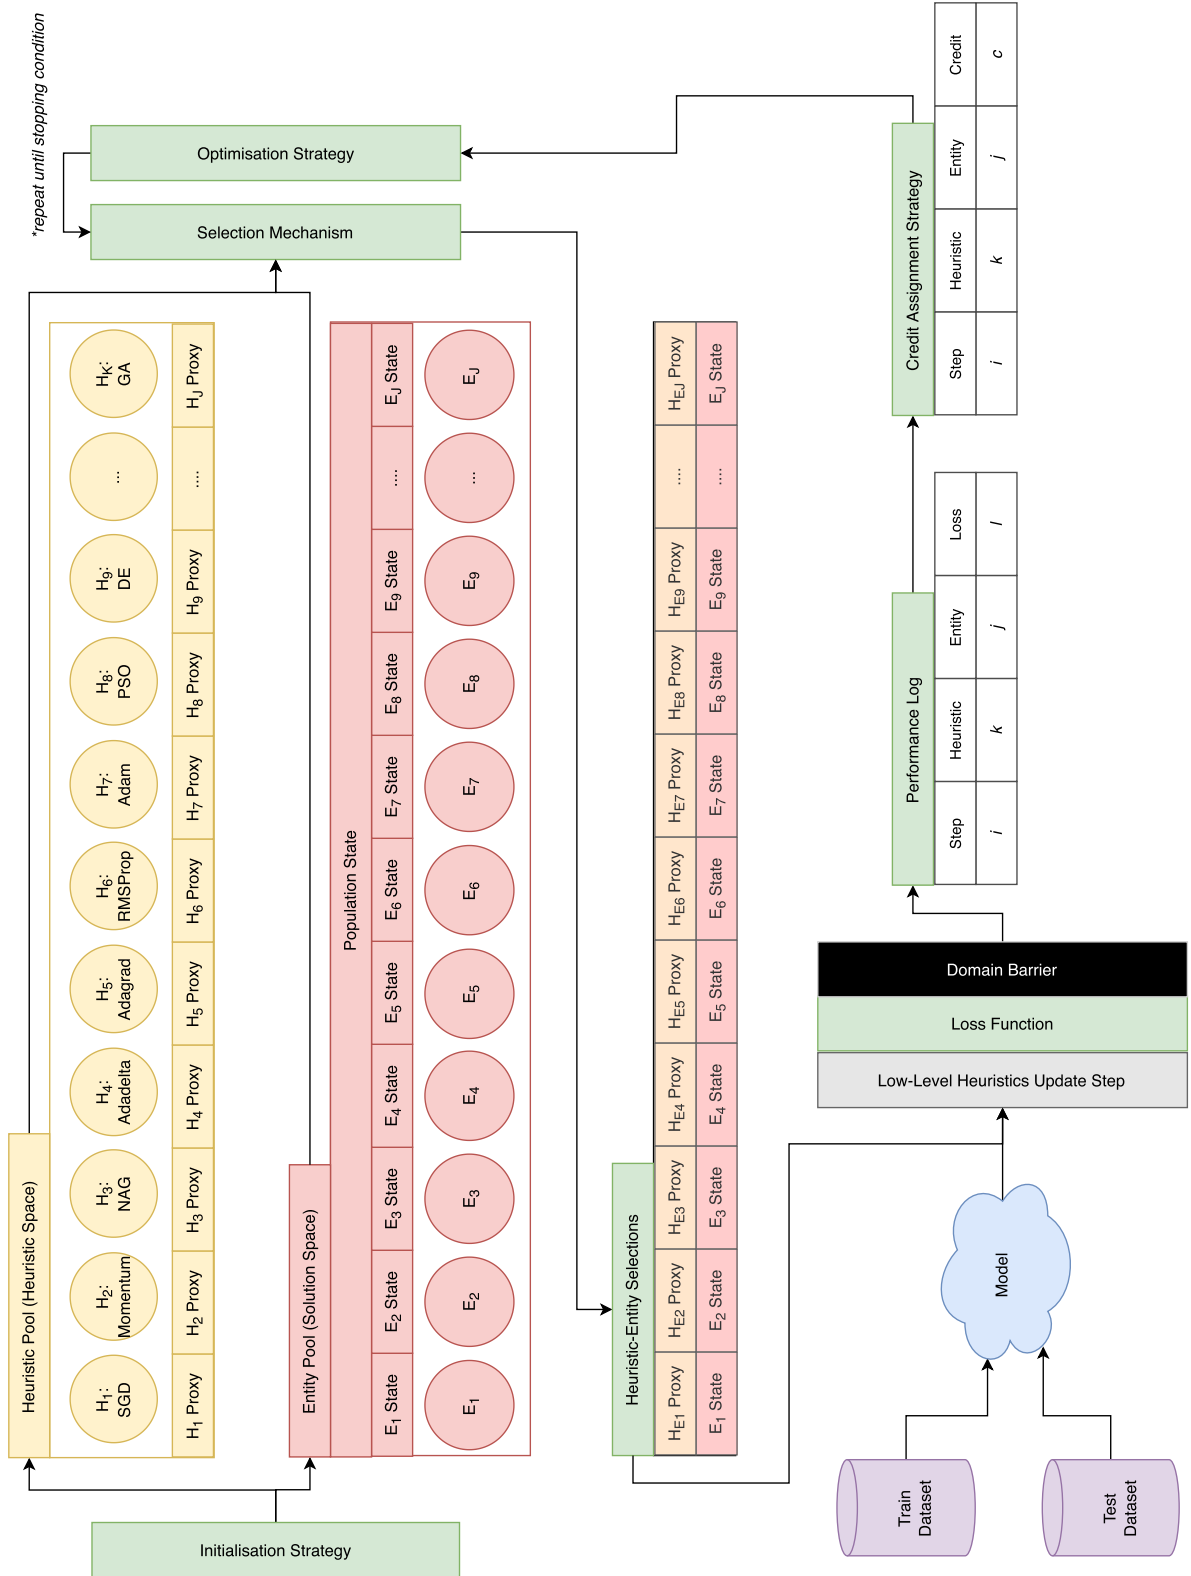 *repeat until stopping condition
Optimisation Strategy
Selection Mechanism
Initialisation Strategy
Heuristic Pool (Heuristic Space)
H1:
SGD
H2:
Momentum
H3:
NAG
H4:
Adadelta
H5:
Adagrad
H6:
RMSProp
H7:
Adam
H8:
PSO
H9:
DE
...
HK:
GA
H1 Proxy
H2 Proxy
H3 Proxy
H4 Proxy
H5 Proxy
H6 Proxy
H7 Proxy
H8 Proxy
H9 Proxy
....
HJ Proxy
Entity Pool (Solution Space)
Population State
E1 State
E2 State
E3 State
E4 State
E5 State
E6 State
E7 State
E8 State
E9 State
....
EJ State
E1
E2
E3
E4
E5
E6
E7
E8
E9
...
EJ
Heuristic-Entity Selections
HE1 Proxy
HE2 Proxy
HE3 Proxy
HE4 Proxy
HE5 Proxy
HE6 Proxy
HE7 Proxy
HE8 Proxy
HE9 Proxy
....
HEJ Proxy
E1 State
E2 State
E3 State
E4 State
E5 State
E6 State
E7 State
E8 State
E9 State
....
EJ State
Train
Dataset
Test
Dataset
Model
Low-Level Heuristics Update Step
Loss Function
Domain Barrier
Performance Log
Step
Heuristic
Entity
Loss
i
k
j
l
Credit Assignment Strategy
Step
Heuristic
Entity
Credit
i
k
j
c